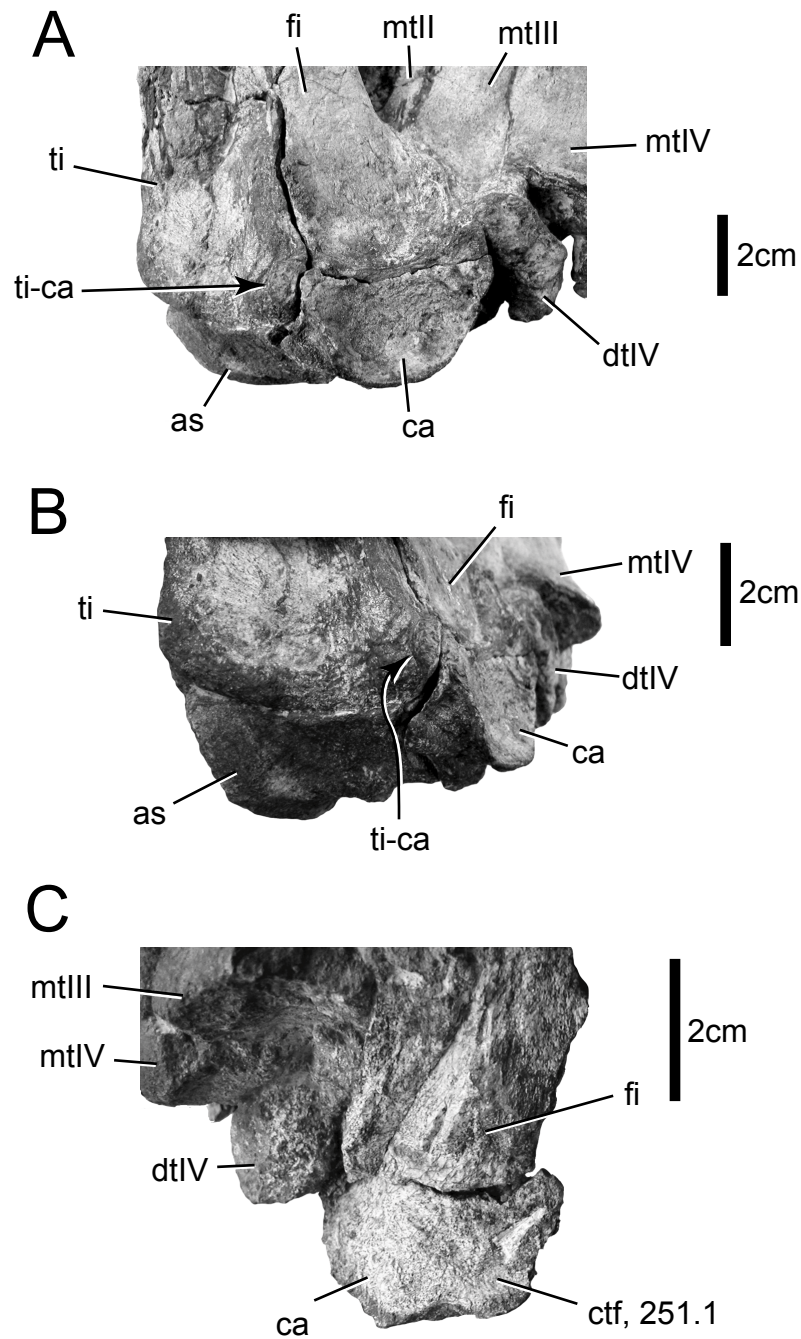 A
fi
mtII
mtIII
ti
mtIV
2cm
ti-ca
dtIV
as
ca
B
fi
mtIV
ti
2cm
dtIV
ca
as
ti-ca
C
mtIII
2cm
mtIV
fi
dtIV
ca
ctf, 251.1